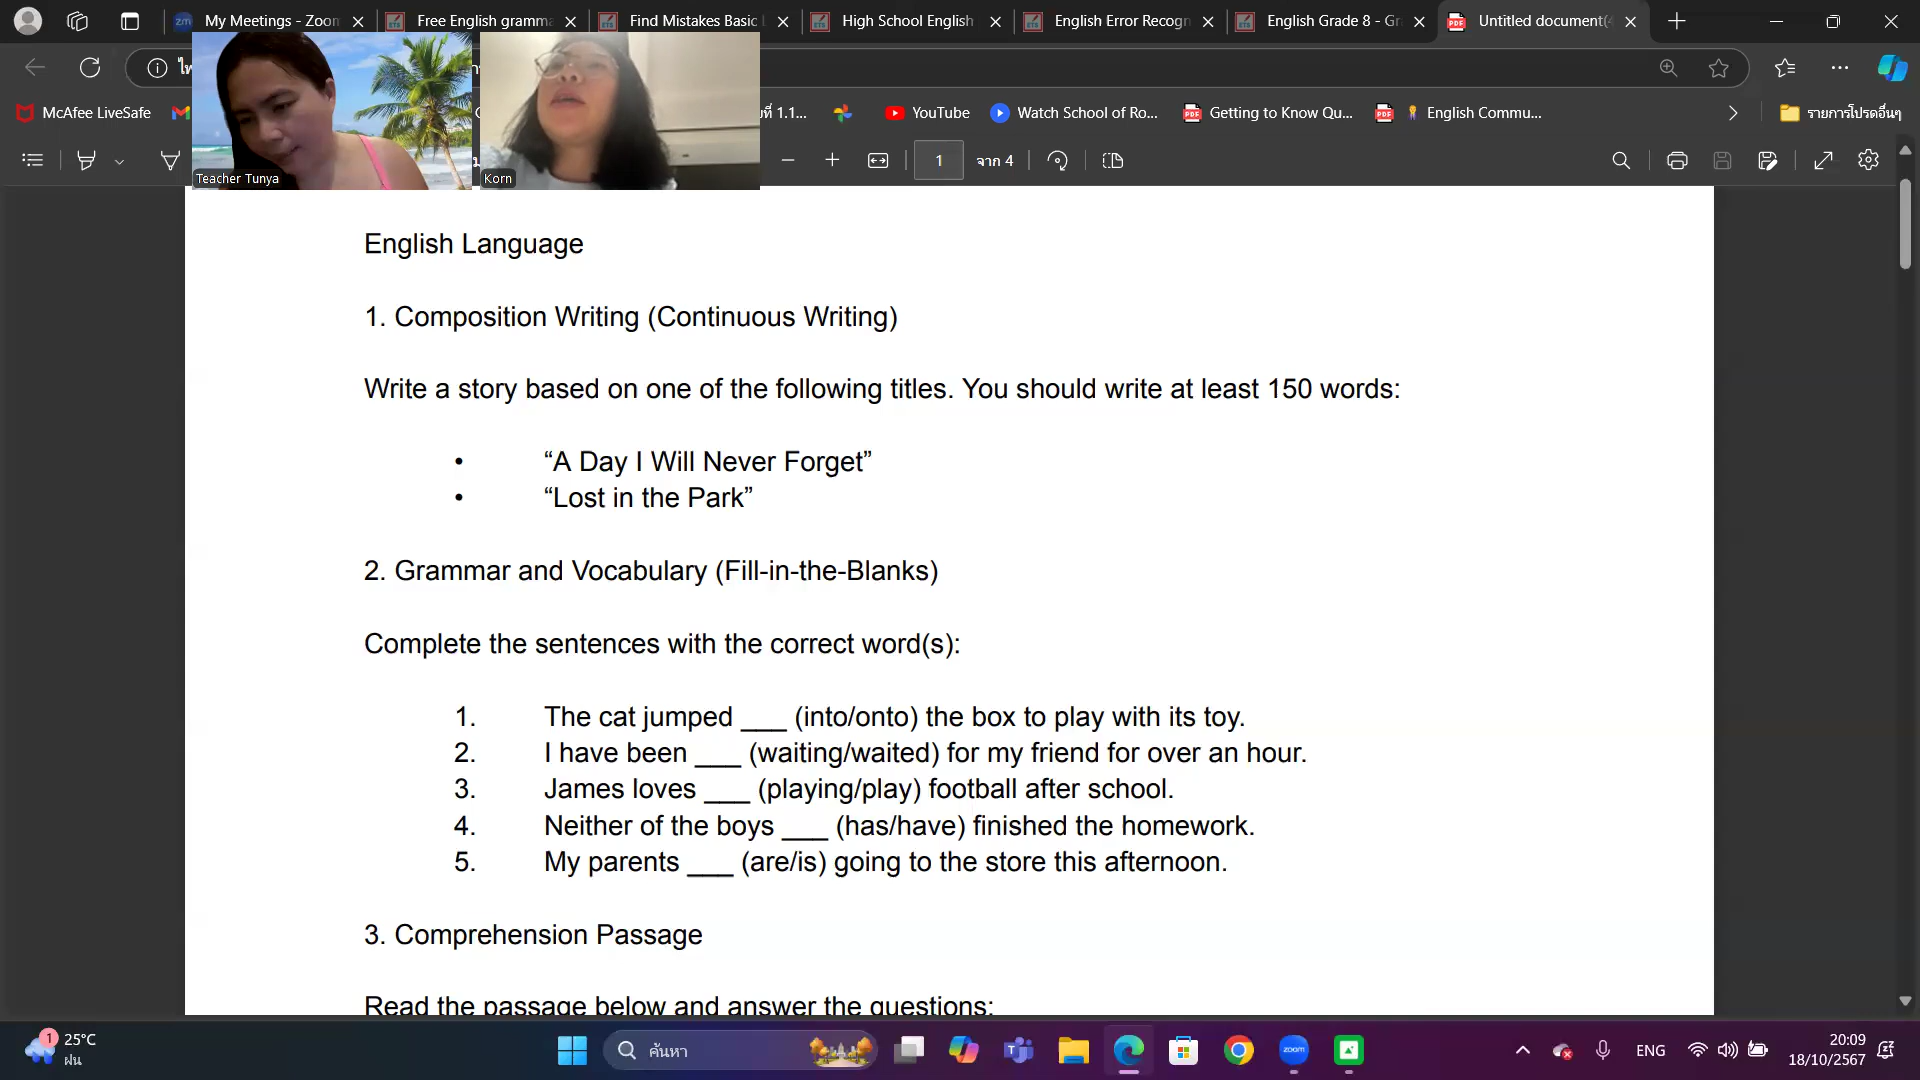 My Meetings - Zoom
Free English gramma
Find Mistakes Basic
High School English
English Error Recogn
English Grade 8 - Gr
Untitled document(4
McAfee LiveSafe
ที่ 1.1...
YouTube
Watch School of Ro...
Getting to Know Qu...
English Commu...
รายการโปรดอื่นๆ
1
จาก 4
Teacher Tunya
Korn
English Language
1. Composition Writing (Continuous Writing)
Write a story based on one of the following titles. You should write at least 150 words:
• “A Day I Will Never Forget”
• “Lost in the Park”
2. Grammar and Vocabulary (Fill-in-the-Blanks)
Complete the sentences with the correct word(s):
1. The cat jumped ___ (into/onto) the box to play with its toy.
2. I have been ___ (waiting/waited) for my friend for over an hour.
3. James loves ___ (playing/play) football after school.
4. Neither of the boys ___ (has/have) finished the homework.
5. My parents ___ (are/is) going to the store this afternoon.
3. Comprehension Passage
Read the passage below and answer the questions:
1
25°C
ฝน
ค้นหา
zoom
ENG
20:09
18/10/2567